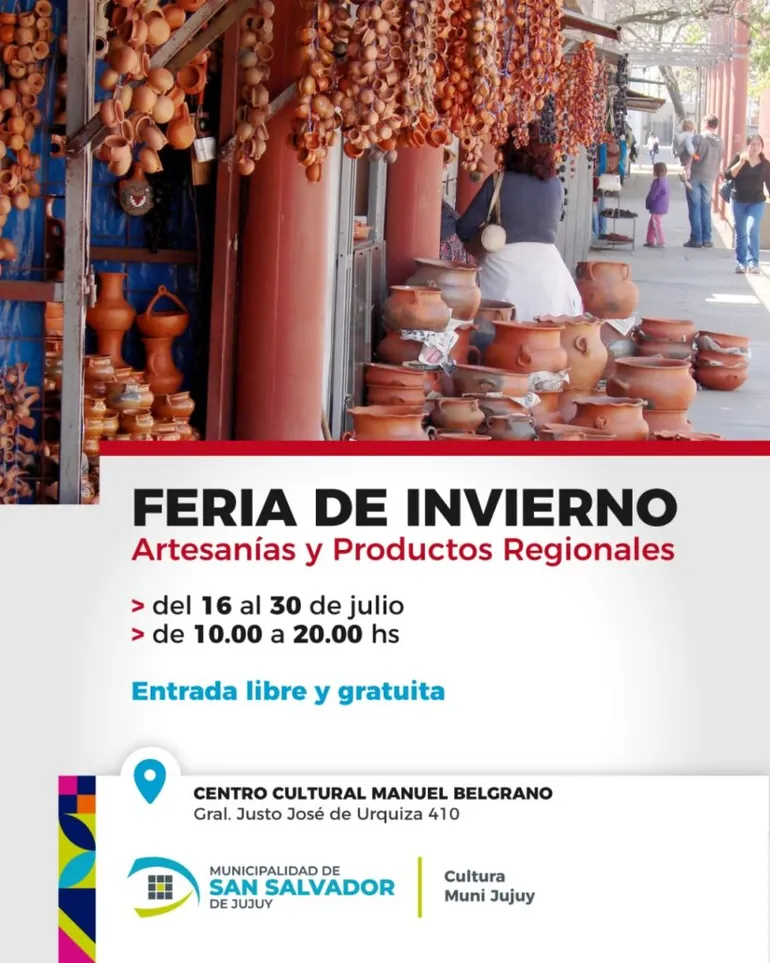 FERIA DE INVIERNO
Artesanías y Productos Regionales
> del 16 al 30 de julio
> de 10.00 a 20.00 hs
Entrada libre y gratuita
CENTRO CULTURAL MANUEL BELGRANO
Gral. Justo José de Urquiza 410
MUNICIPALIDAD DE
SAN SALVADOR
DE JUJUY
Cultura
Muni Jujuy